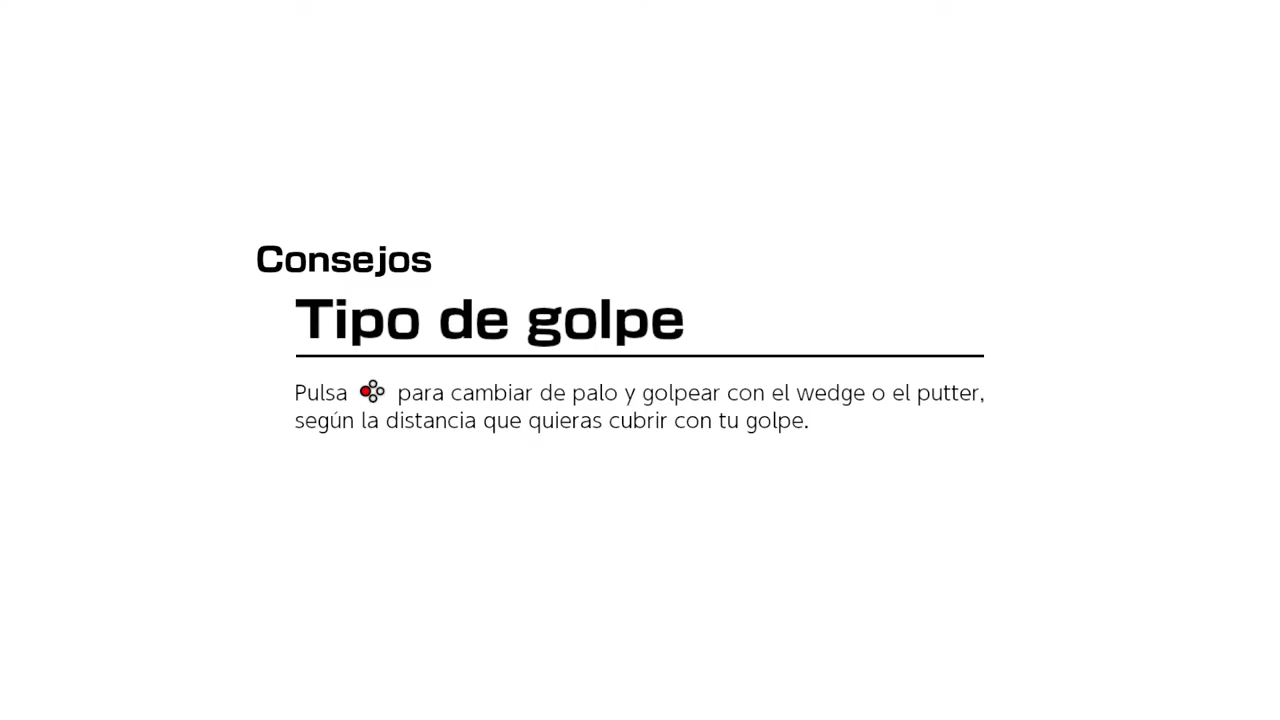 Consejos
Tipo de golpe
Pulsa para cambiar de palo y golpear con el wedge o el putter,
según la distancia que quieras cubrir con tu golpe.